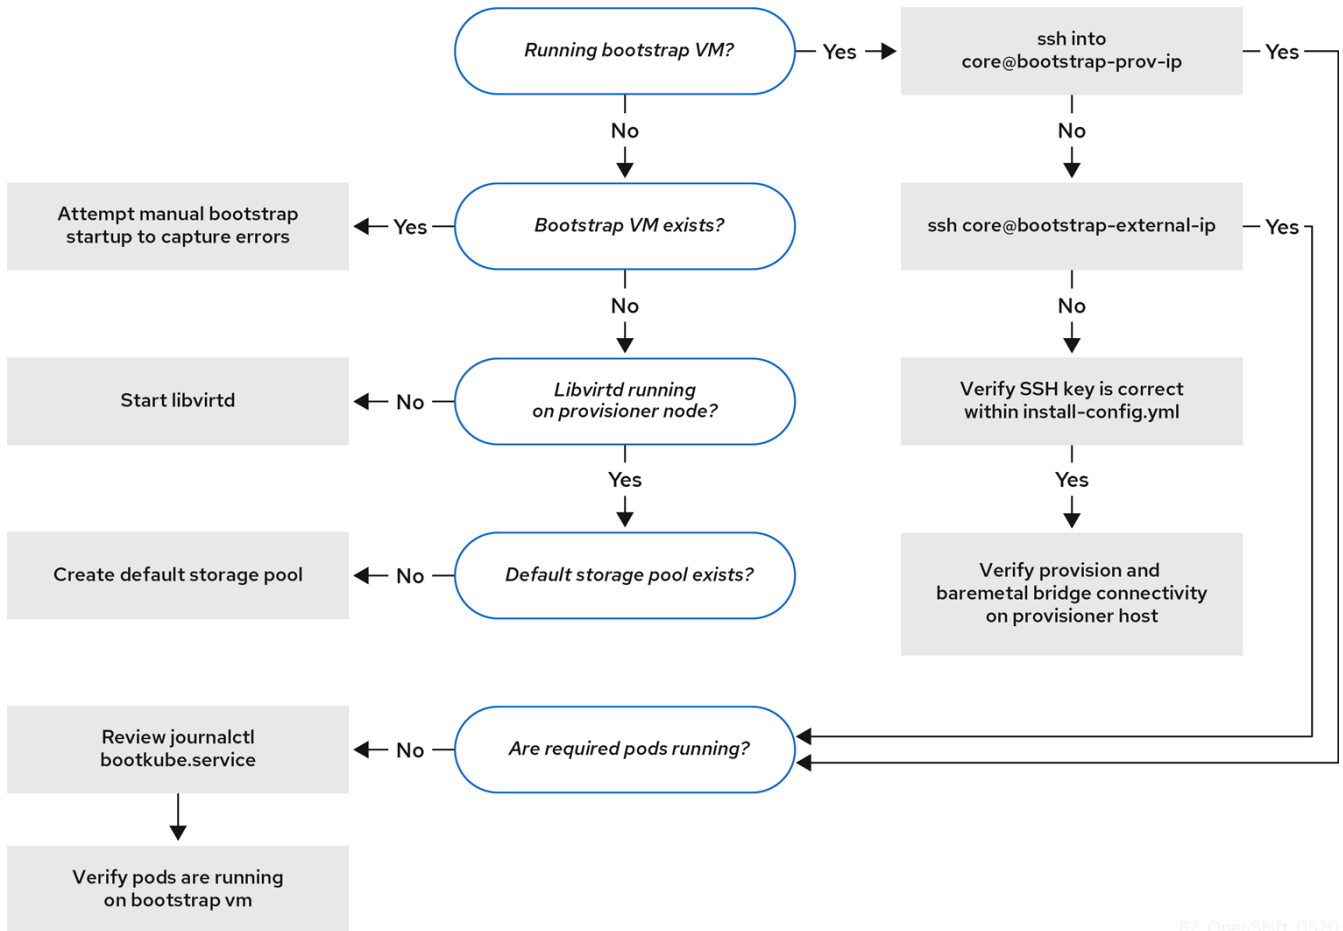 Running bootstrap VM?
Yes
ssh into
core@bootstrap-prov-ip
Yes
No
No
Attempt manual bootstrap
startup to capture errors
Yes
Bootstrap VM exists?
ssh core@bootstrap-external-ip
Yes
No
No
Start libvirtd
No
Libvirtd running
on provisioner node?
Verify SSH key is correct
within install-config.yml
Yes
Yes
Create default storage pool
No
Default storage pool exists?
Verify provision and
baremetal bridge connectivity
on provisioner host
Review journalctl
bootkube.service
No
Are required pods running?
Verify pods are running
on bootstrap vm
82_OpenShift_0520